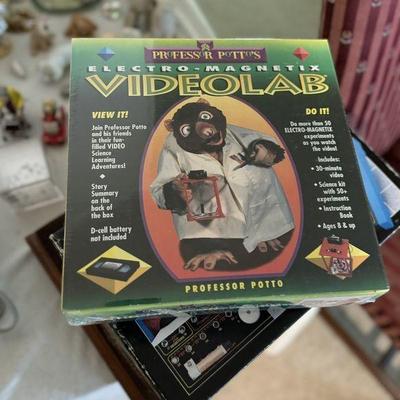 PROFESSOR POTTO'S
ELECTRO-MAGNETIX
VIDEOLAB
VIEW IT!
Join Professor Potto
and his friends
in their fun-
filled VIDEO
Science
Learning
Adventures!
Story
Summary
on the
back of
the box
D-cell battery
not included
DO IT!
Do more than 50
ELECTRO-MAGNETIX
experiments
as you watch
the video!
Includes:
• 30-minute
video
• Science kit
with 50+
experiments
• Instruction
Book
• Ages 8 & up
PROFESSOR POTTO